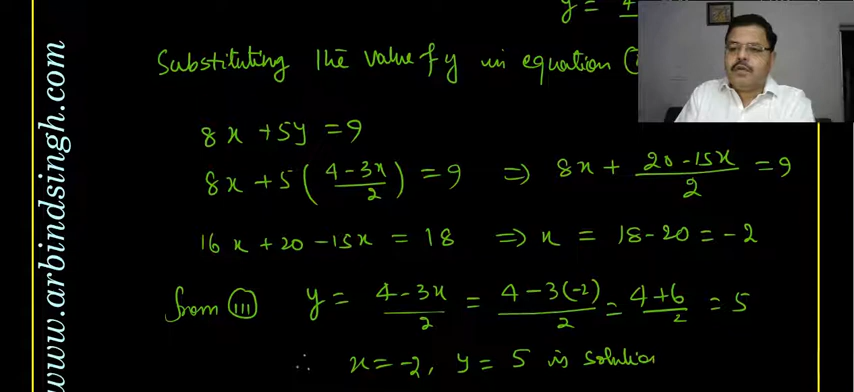 y = 4
Substituting the value of y in equation
8x + 5y = 9
8x + 5 ( 4 - 3x / 2 ) = 9 ⇒ 8x + 20 - 15x / 2 = 9
16x + 20 - 15x = 18 ⇒ x = 18 - 20 = -2
from (III) y = 4 - 3x / 2 = 4 - 3(-2) / 2 = 4 + 6 / 2 = 5
∴ x = -2, y = 5 is solution
www.arbindsingh.com